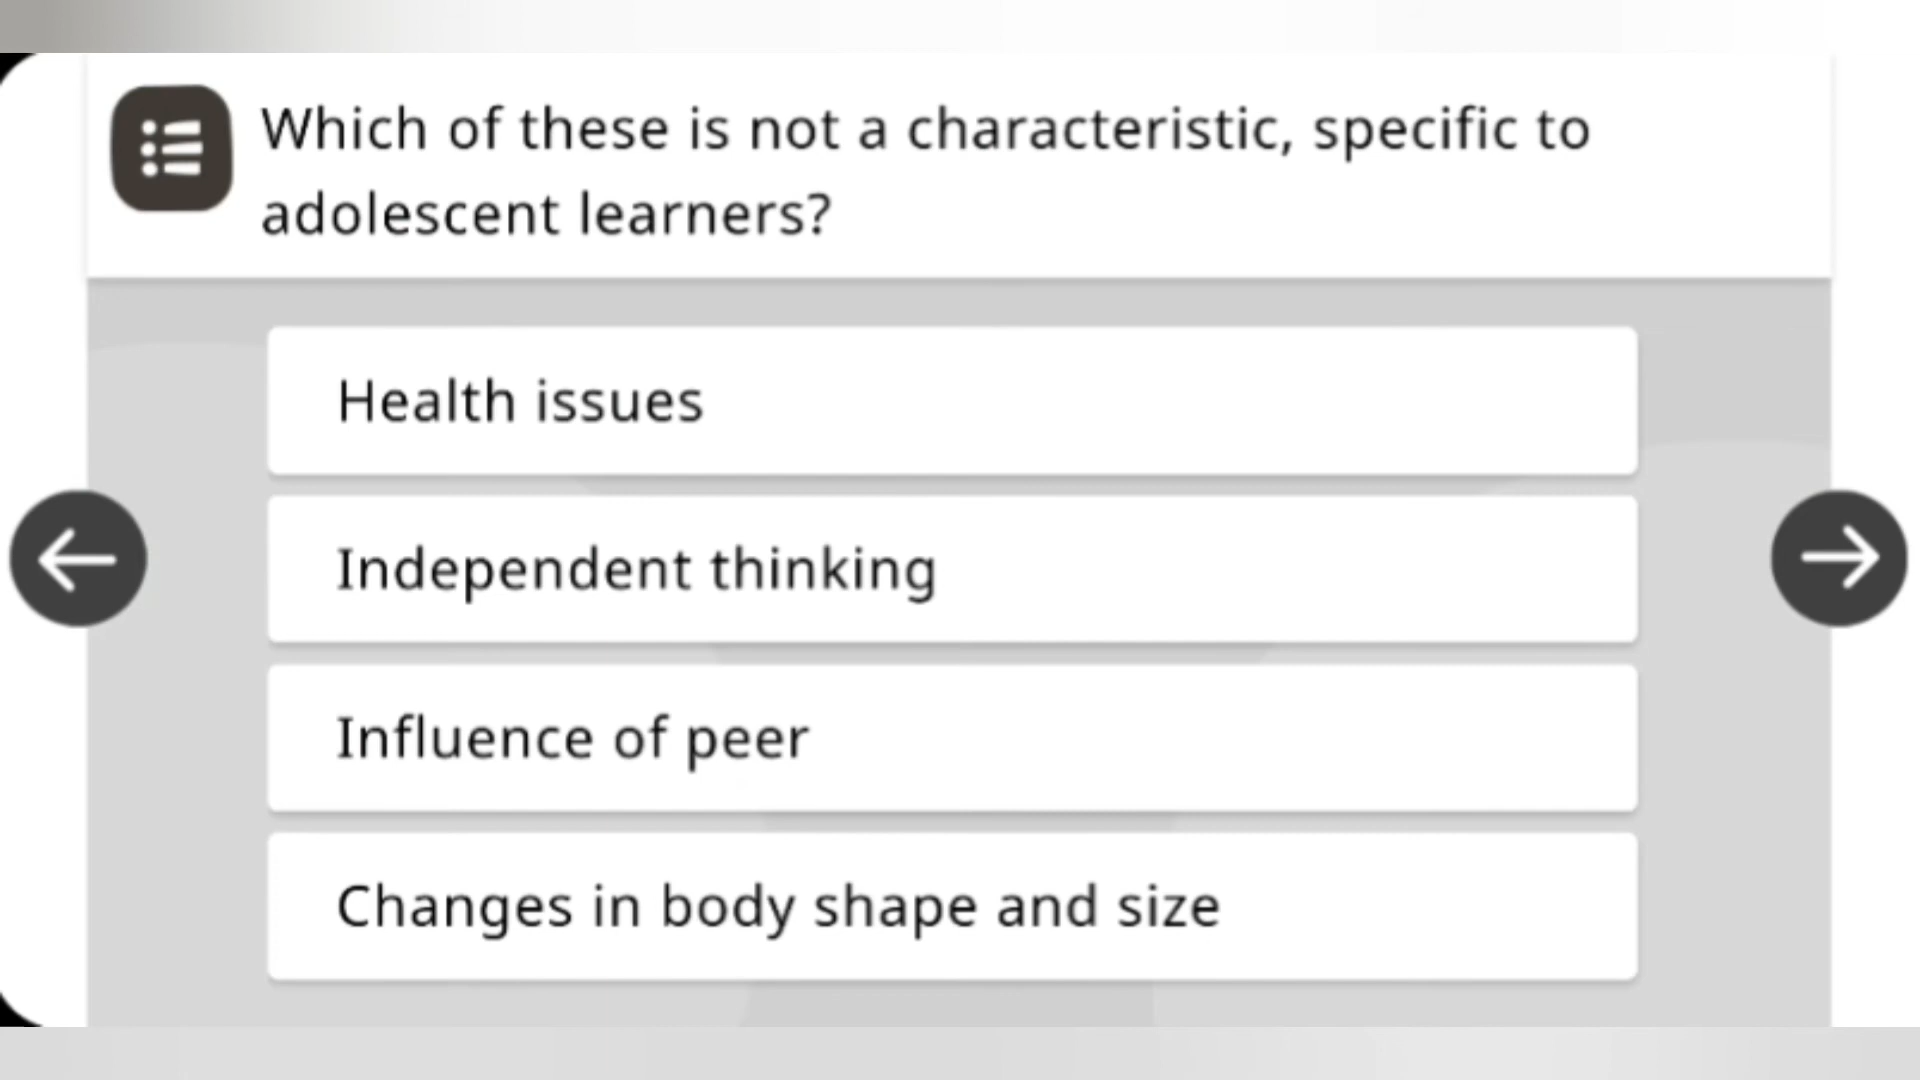 Which of these is not a characteristic, specific to
adolescent learners?
Health issues
Independent thinking
Influence of peer
Changes in body shape and size